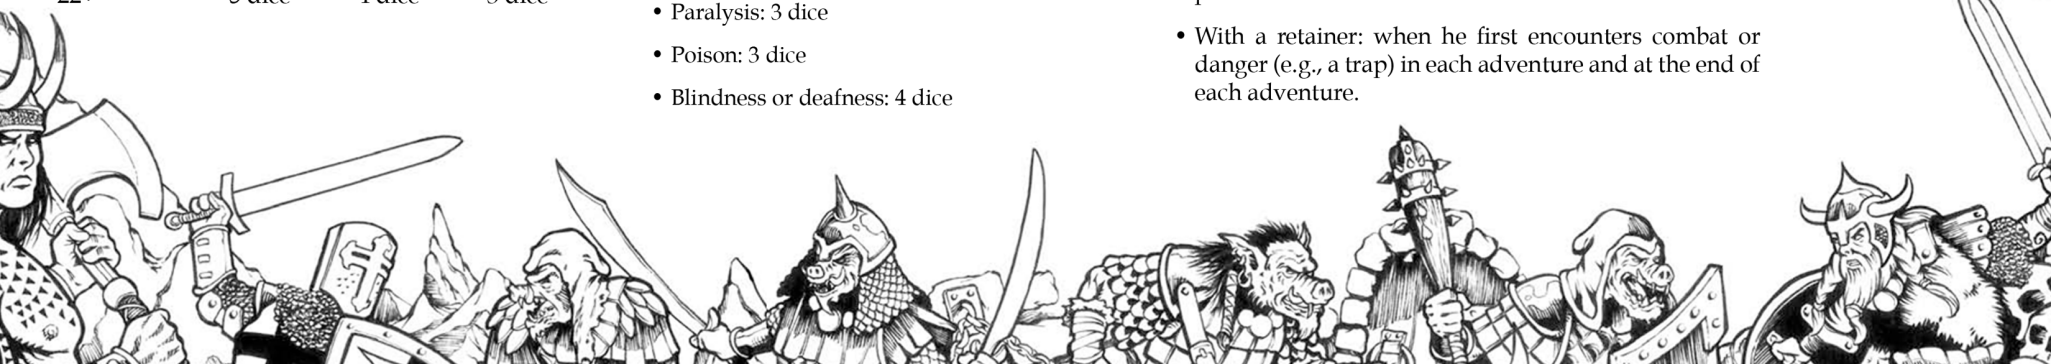 • Paralysis: 3 dice
• Poison: 3 dice
• Blindness or deafness: 4 dice
• With a retainer: when he first encounters combat or
danger (e.g., a trap) in each adventure and at the end of
each adventure.